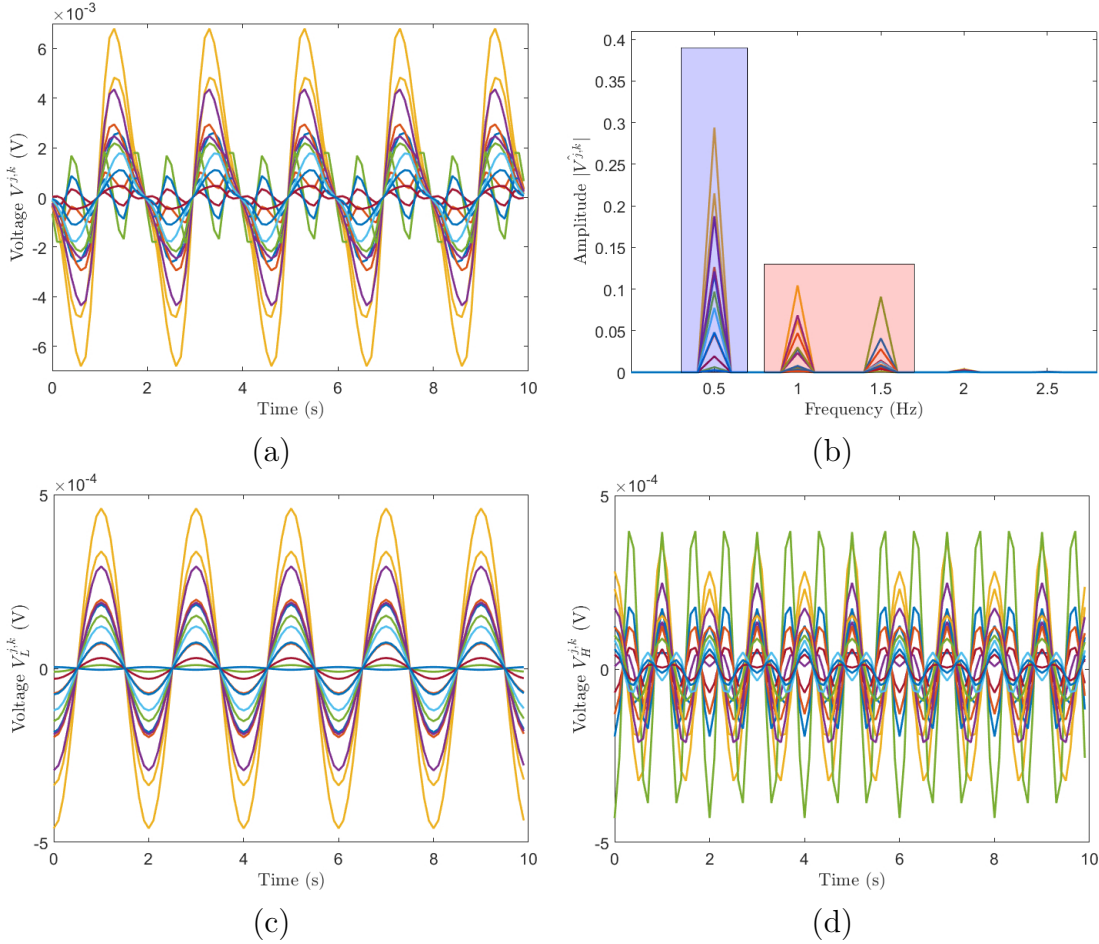 ×10⁻³
6
4
2
0
-2
-4
-6
Voltage V^{j,k} (V)
0 2 4 6 8 10
Time (s)
(a)
0.4
0.35
0.3
0.25
0.2
0.15
0.1
0.05
0
Amplitude |V̂^{j,k}|
0.5 1 1.5 2 2.5
Frequency (Hz)
(b)
5 ×10⁻⁴
0
-5
Voltage V_L^{j,k} (V)
0 2 4 6 8 10
Time (s)
(c)
5 ×10⁻⁴
0
-5
Voltage V_H^{j,k} (V)
0 2 4 6 8 10
Time (s)
(d)